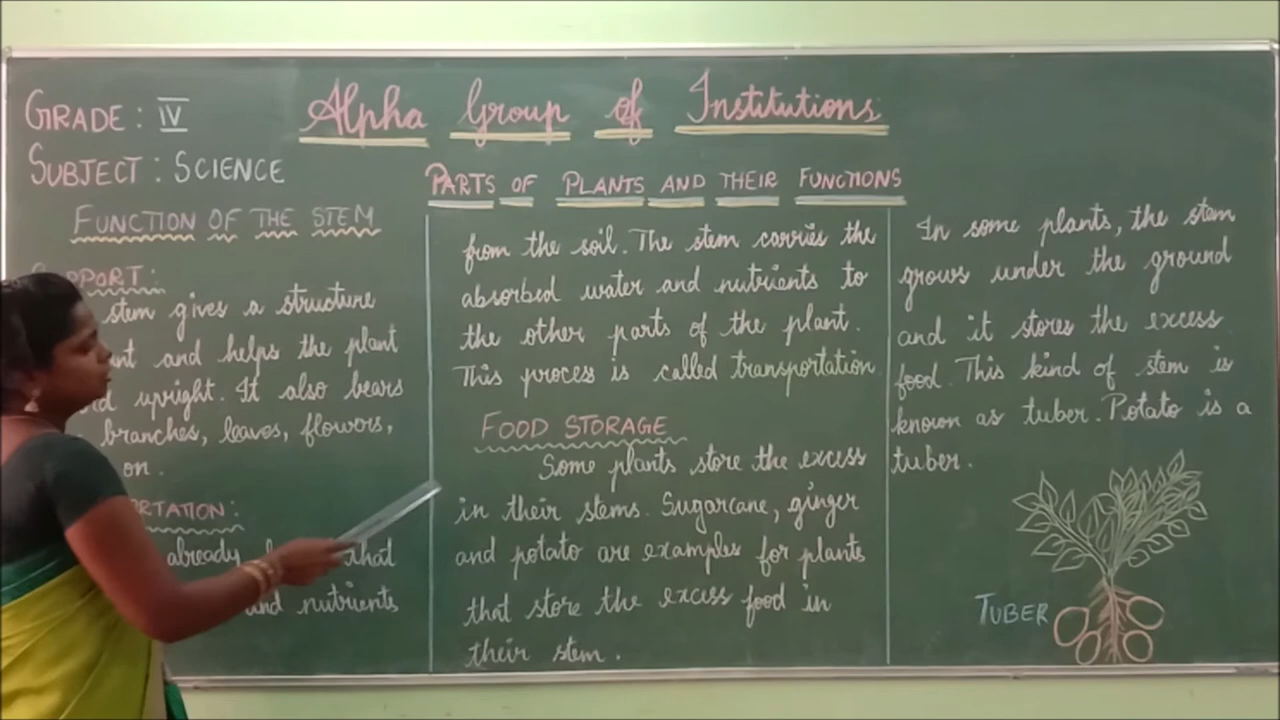 GRADE : IV
Alpha Group of Institutions
SUBJECT : SCIENCE
PARTS OF PLANTS AND THEIR FUNCTIONS
FUNCTION OF THE STEM
stem gives a structure
and helps the plant
upright. It also bears
branches, leaves, flowers,
on.
already that
and nutrients
from the soil. The stem carries the
absorbed water and nutrients to
the other parts of the plant.
This process is called transportation
FOOD STORAGE
Some plants store the excess
in their stems. Sugarcane, ginger
and potato are examples for plants
that store the excess food in
their stem.
In some plants, the stem
grows under the ground
and it stores the excess
food. This kind of stem is
known as tuber. Potato is a
tuber.
TUBER